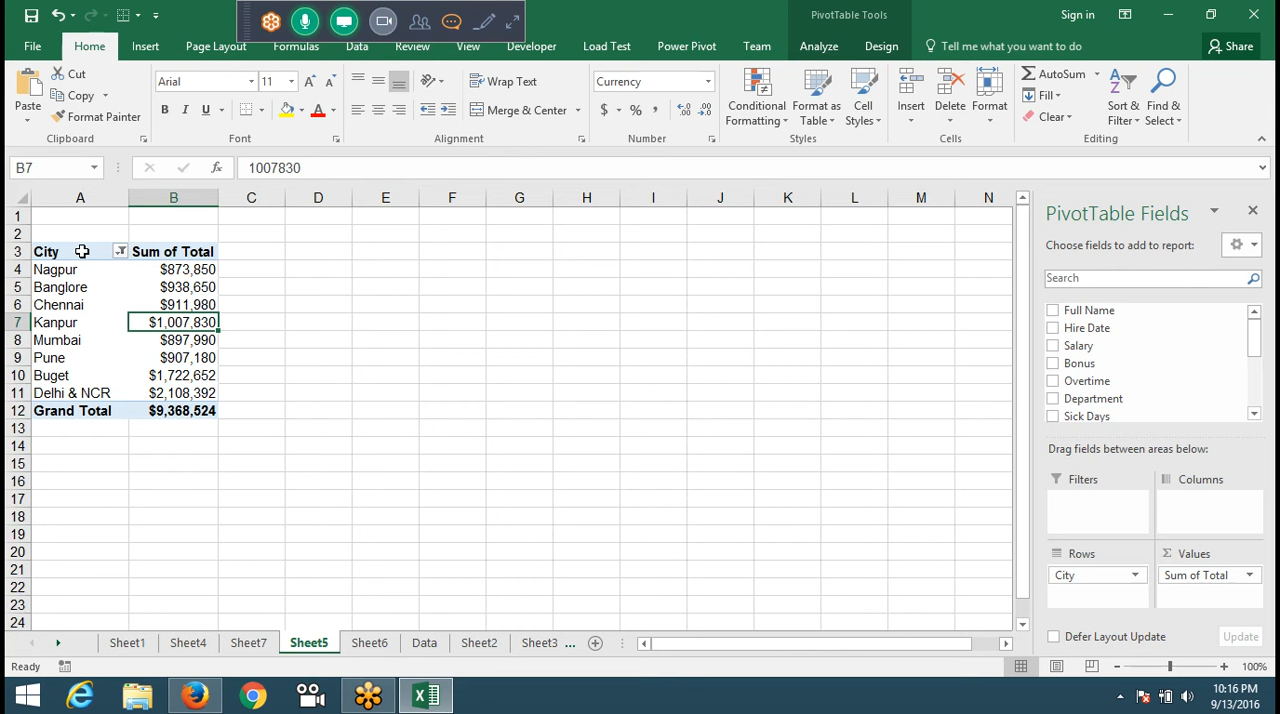 PivotTable Tools
Sign in
File Home Insert Page Layout Formulas Data Review View Developer Load Test Power Pivot Team Analyze Design Tell me what you want to do Share
Paste
Cut
Copy
Format Painter
Clipboard
Arial 11
B I U
Font
Wrap Text
Merge & Center
Alignment
Currency
$ % ,
Number
Conditional Formatting
Format as Table
Cell Styles
Styles
Insert Delete Format
Cells
AutoSum
Fill
Clear
Sort & Filter
Find & Select
Editing
B7 fx 1007830
A B C D E F G H I J K L M N
1
2
3 City Sum of Total
4 Nagpur $873,850
5 Banglore $938,650
6 Chennai $911,980
7 Kanpur $1,007,830
8 Mumbai $897,990
9 Pune $907,180
10 Buget $1,722,652
11 Delhi & NCR $2,108,392
12 Grand Total $9,368,524
13
14
15
16
17
18
19
20
21
22
23
24
PivotTable Fields
Choose fields to add to report:
Search
Full Name
Hire Date
Salary
Bonus
Overtime
Department
Sick Days
Drag fields between areas below:
Filters Columns
Rows Values
City Sum of Total
Defer Layout Update Update
Sheet1 Sheet4 Sheet7 Sheet5 Sheet6 Data Sheet2 Sheet3 ...
Ready 100%
10:16 PM
9/13/2016